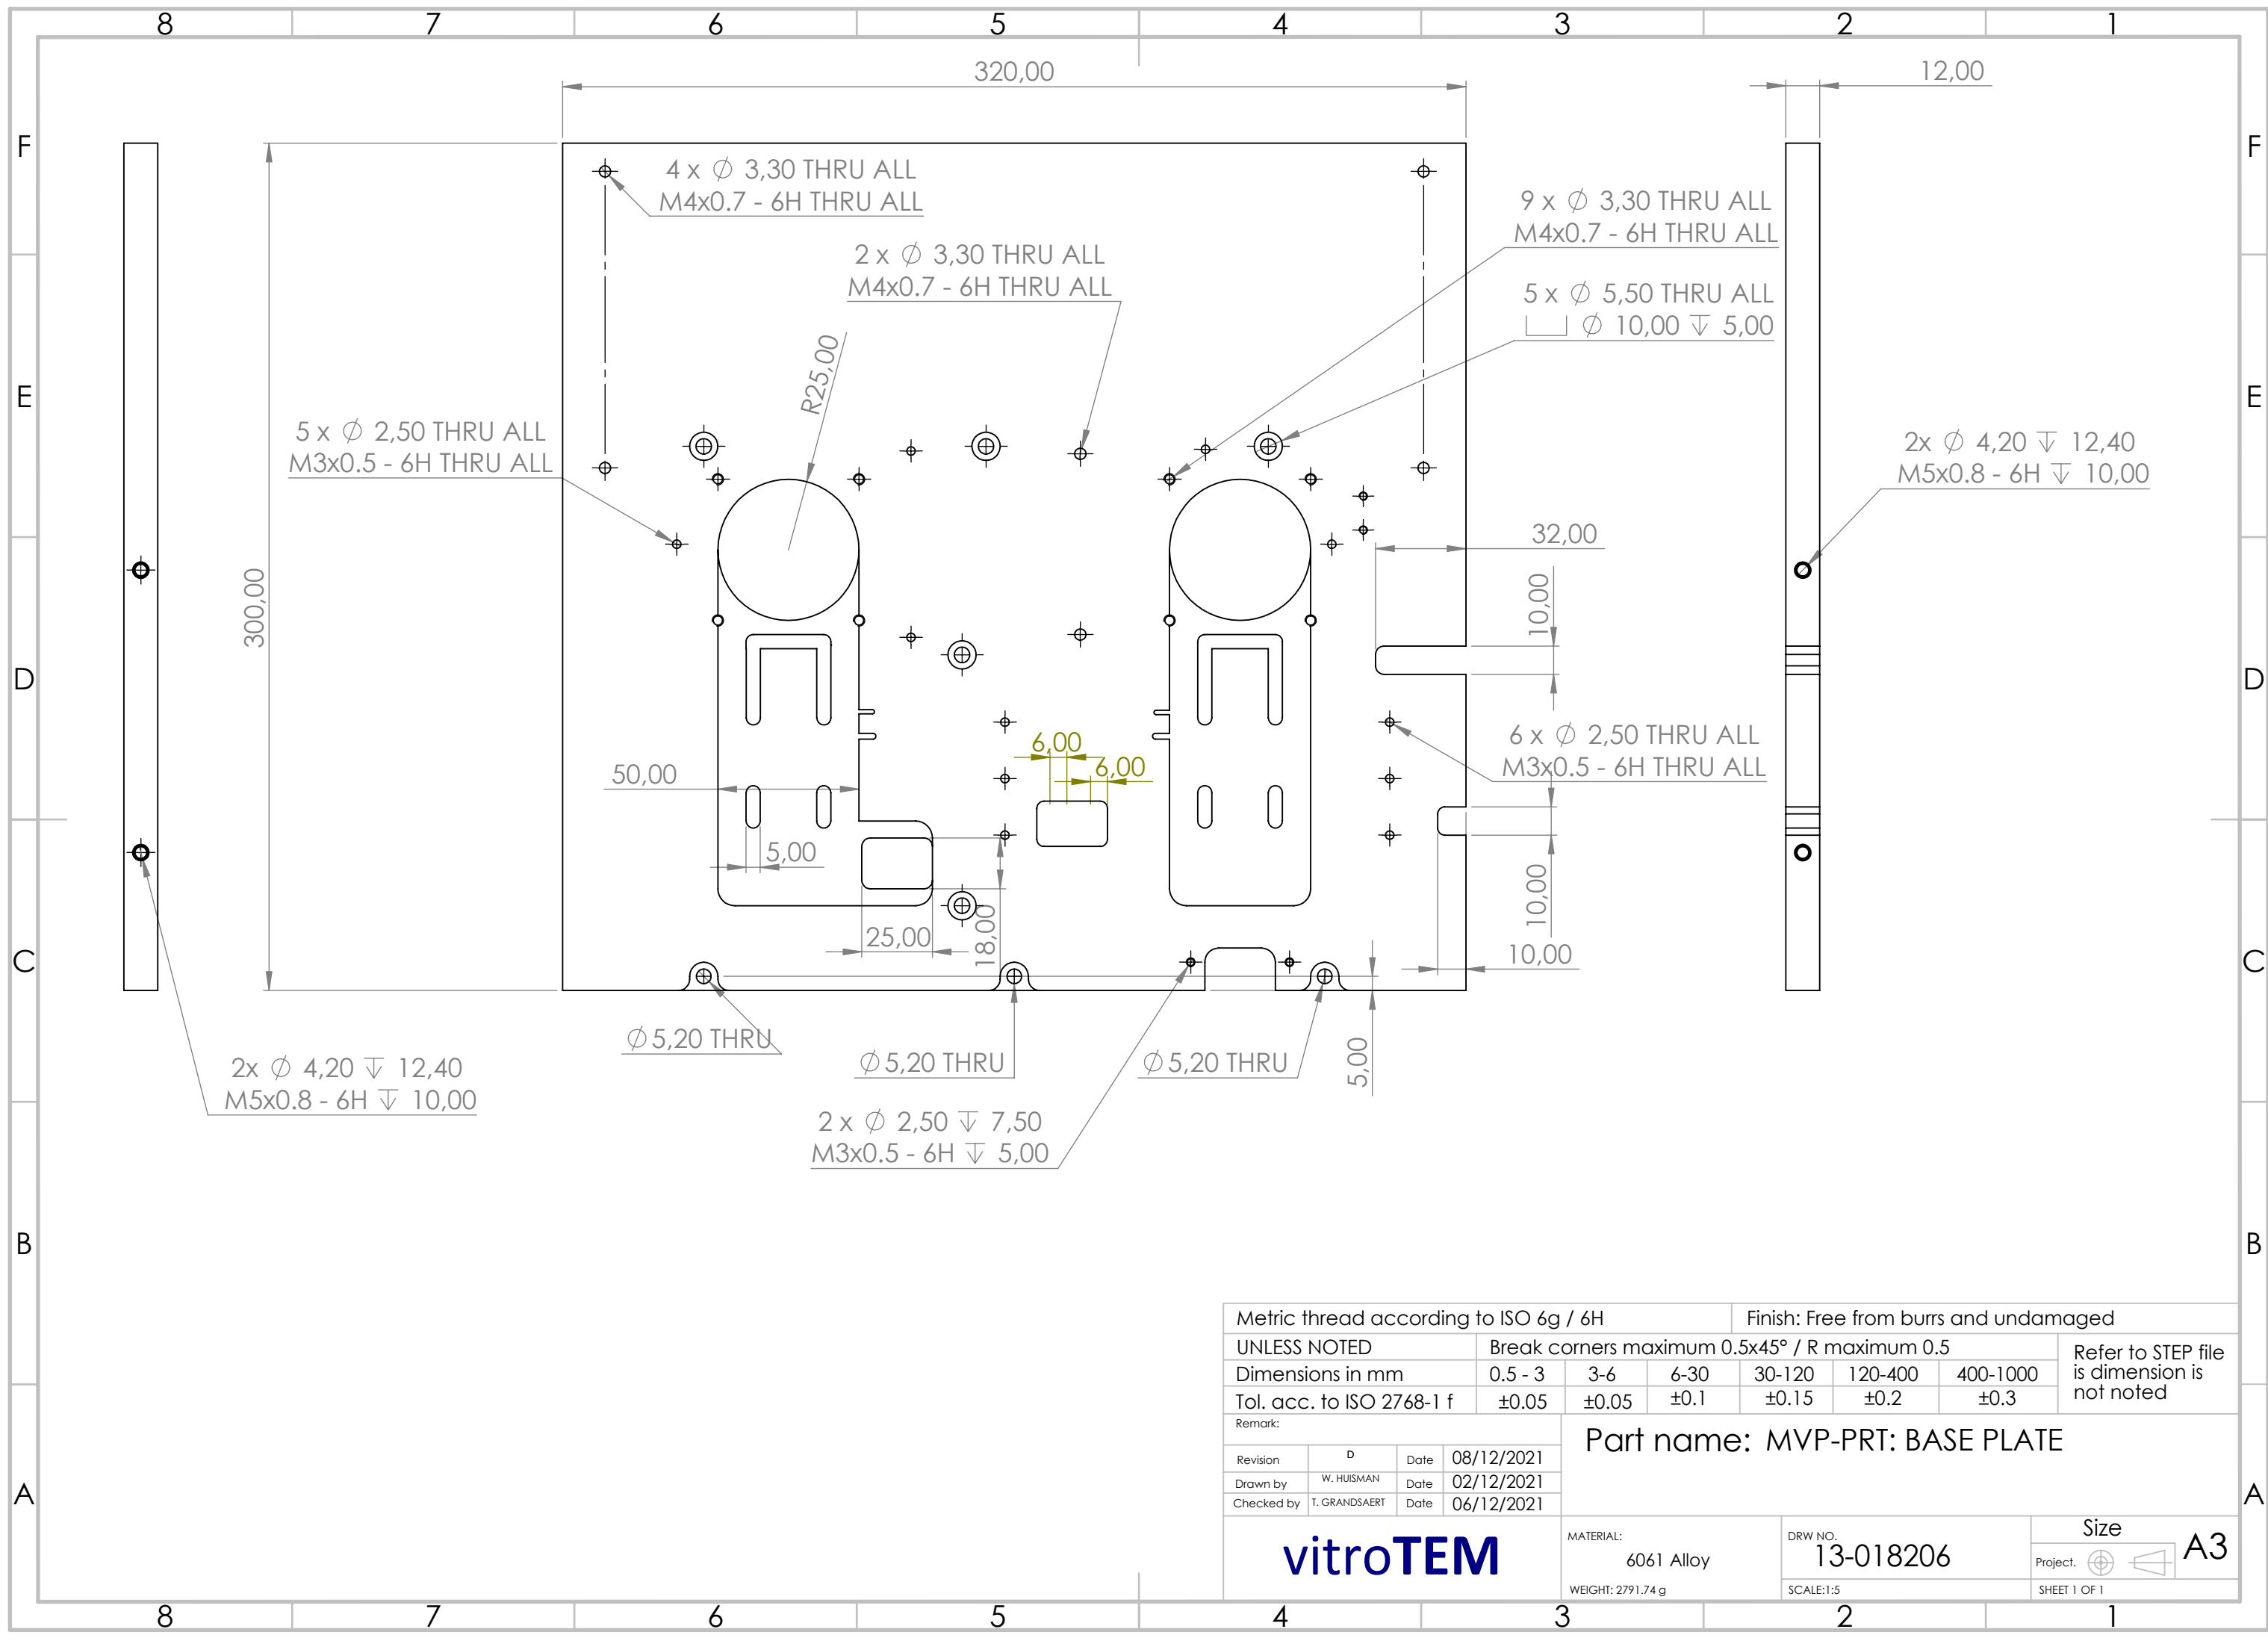 8 7 6 5 4 3 2 1
320,00
12,00
F F
4 x ∅ 3,30 THRU ALL
M4x0.7 - 6H THRU ALL
9 x ∅ 3,30 THRU ALL
M4x0.7 - 6H THRU ALL
2 x ∅ 3,30 THRU ALL
M4x0.7 - 6H THRU ALL
5 x ∅ 5,50 THRU ALL
⌴ ∅ 10,00 ↧ 5,00
R25,00
E E
5 x ∅ 2,50 THRU ALL
M3x0.5 - 6H THRU ALL
2x ∅ 4,20 ↧ 12,40
M5x0.8 - 6H ↧ 10,00
32,00
300,00
10,00
D D
6,00
6,00
6 x ∅ 2,50 THRU ALL
M3x0.5 - 6H THRU ALL
50,00
5,00
10,00
25,00
18,00
10,00
C C
∅ 5,20 THRU
∅ 5,20 THRU
∅ 5,20 THRU
5,00
2x ∅ 4,20 ↧ 12,40
M5x0.8 - 6H ↧ 10,00
2 x ∅ 2,50 ↧ 7,50
M3x0.5 - 6H ↧ 5,00
B B
Metric thread according to ISO 6g / 6H Finish: Free from burrs and undamaged
UNLESS NOTED Break corners maximum 0.5x45° / R maximum 0.5
Dimensions in mm 0.5 - 3 3-6 6-30 30-120 120-400 400-1000
Tol. acc. to ISO 2768-1 f ±0.05 ±0.05 ±0.1 ±0.15 ±0.2 ±0.3
Refer to STEP file
is dimension is
not noted
Remark:
Part name: MVP-PRT: BASE PLATE
Revision D Date 08/12/2021
Drawn by W. HUISMAN Date 02/12/2021
Checked by T. GRANDSAERT Date 06/12/2021
A A
vitroTEM
MATERIAL:
6061 Alloy
WEIGHT: 2791.74 g
DRW NO.
13-018206
SCALE:1:5
Size
A3
Project.
SHEET 1 OF 1
8 7 6 5 4 3 2 1